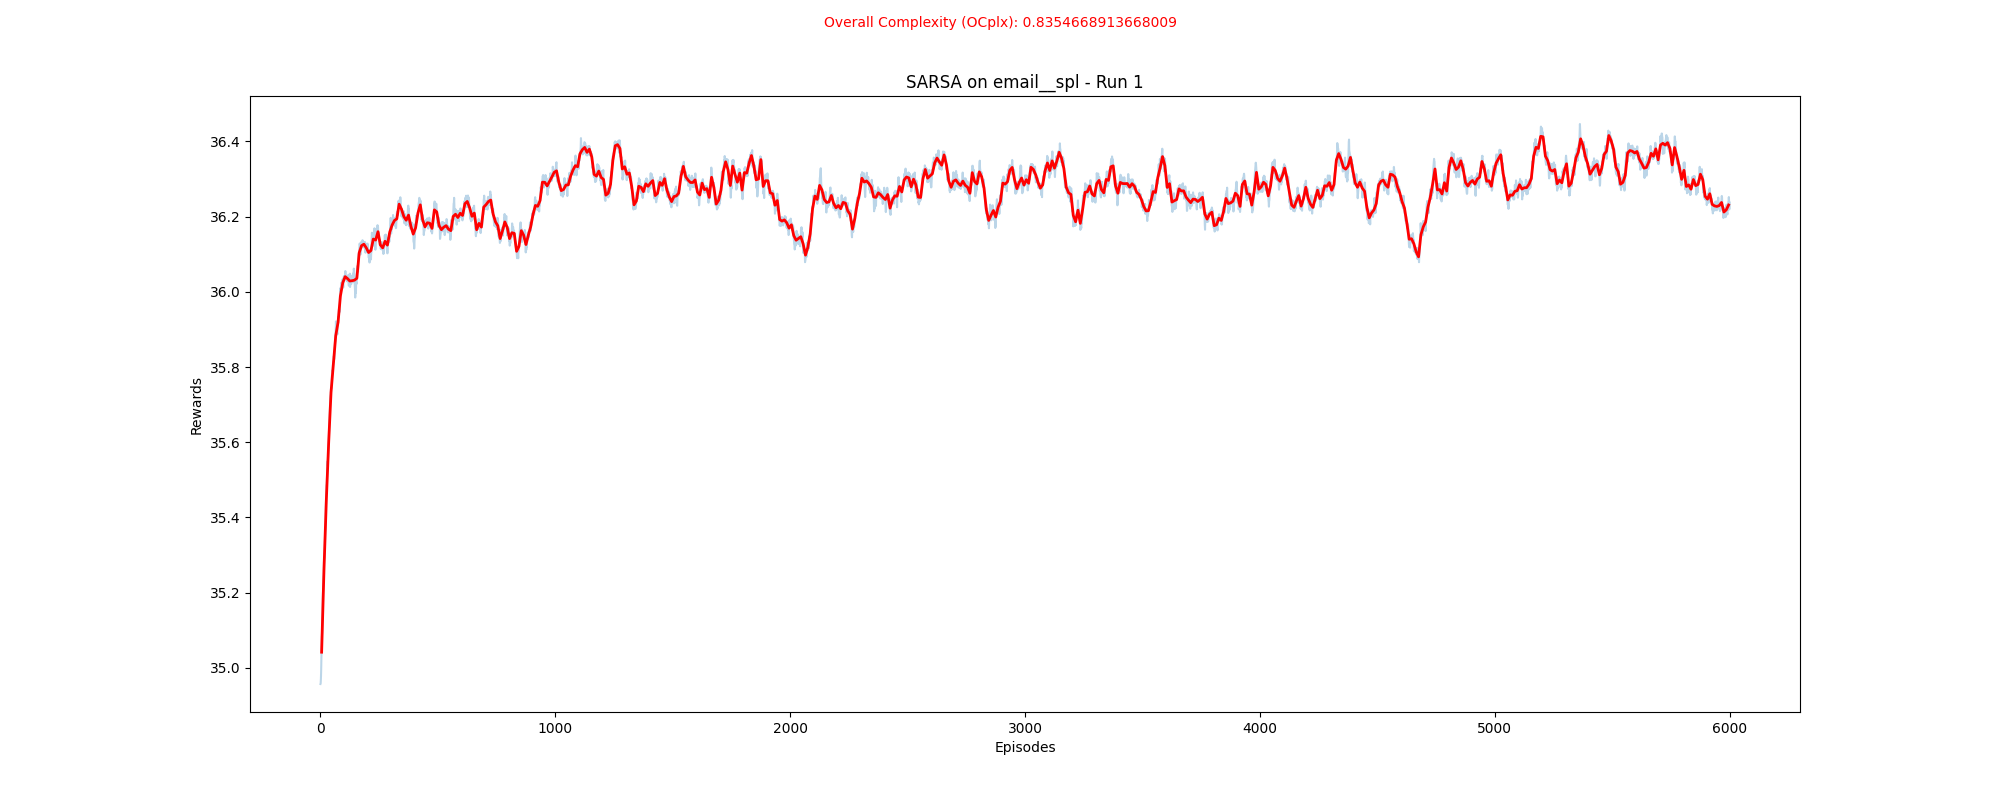 Overall Complexity (OCplx): 0.8354668913668009
SARSA on email__spl - Run 1
36.4
36.2
36.0
35.8
35.6
35.4
35.2
35.0
Rewards
0 1000 2000 3000 4000 5000 6000
Episodes